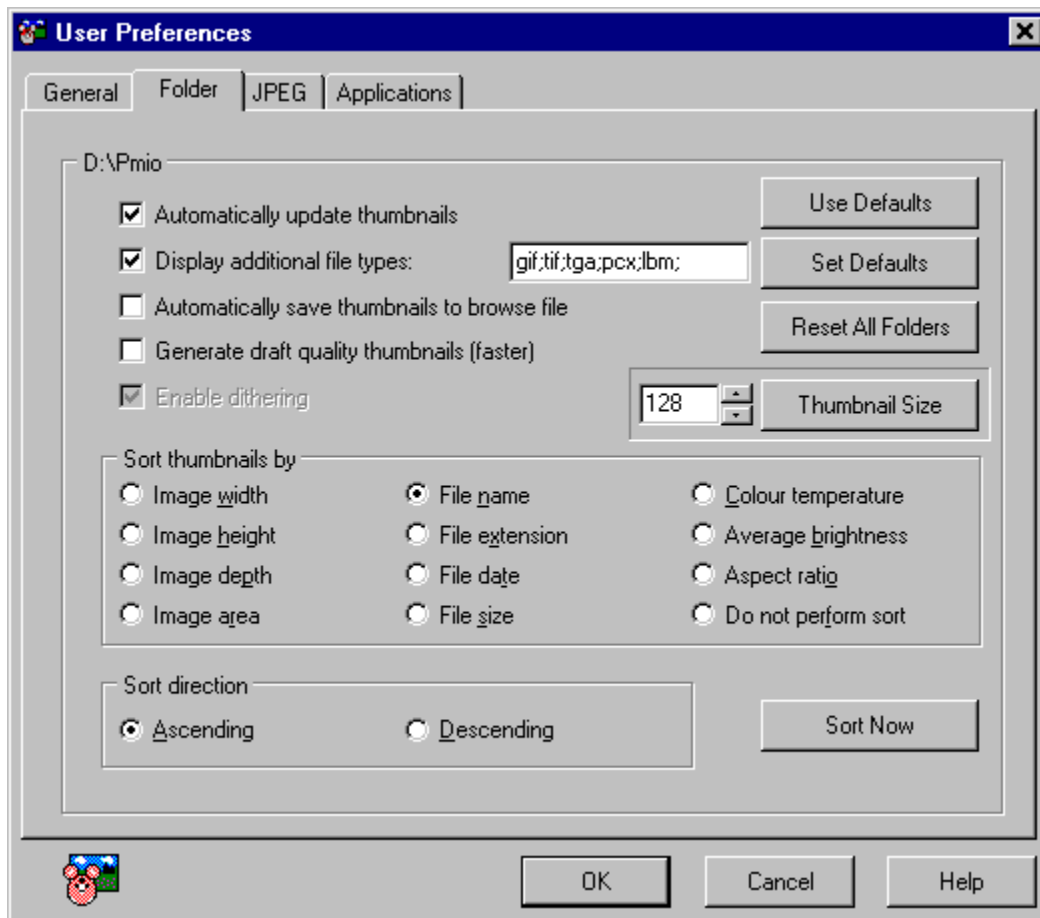 User Preferences
General Folder JPEG Applications
D:\Pmio
Automatically update thumbnails
Use Defaults
Display additional file types: gif;tif;tga;pcx;lbm;
Set Defaults
Automatically save thumbnails to browse file
Reset All Folders
Generate draft quality thumbnails (faster)
Enable dithering
128 Thumbnail Size
Sort thumbnails by
Image width File name Colour temperature
Image height File extension Average brightness
Image depth File date Aspect ratio
Image area File size Do not perform sort
Sort direction
Ascending Descending
Sort Now
OK Cancel Help